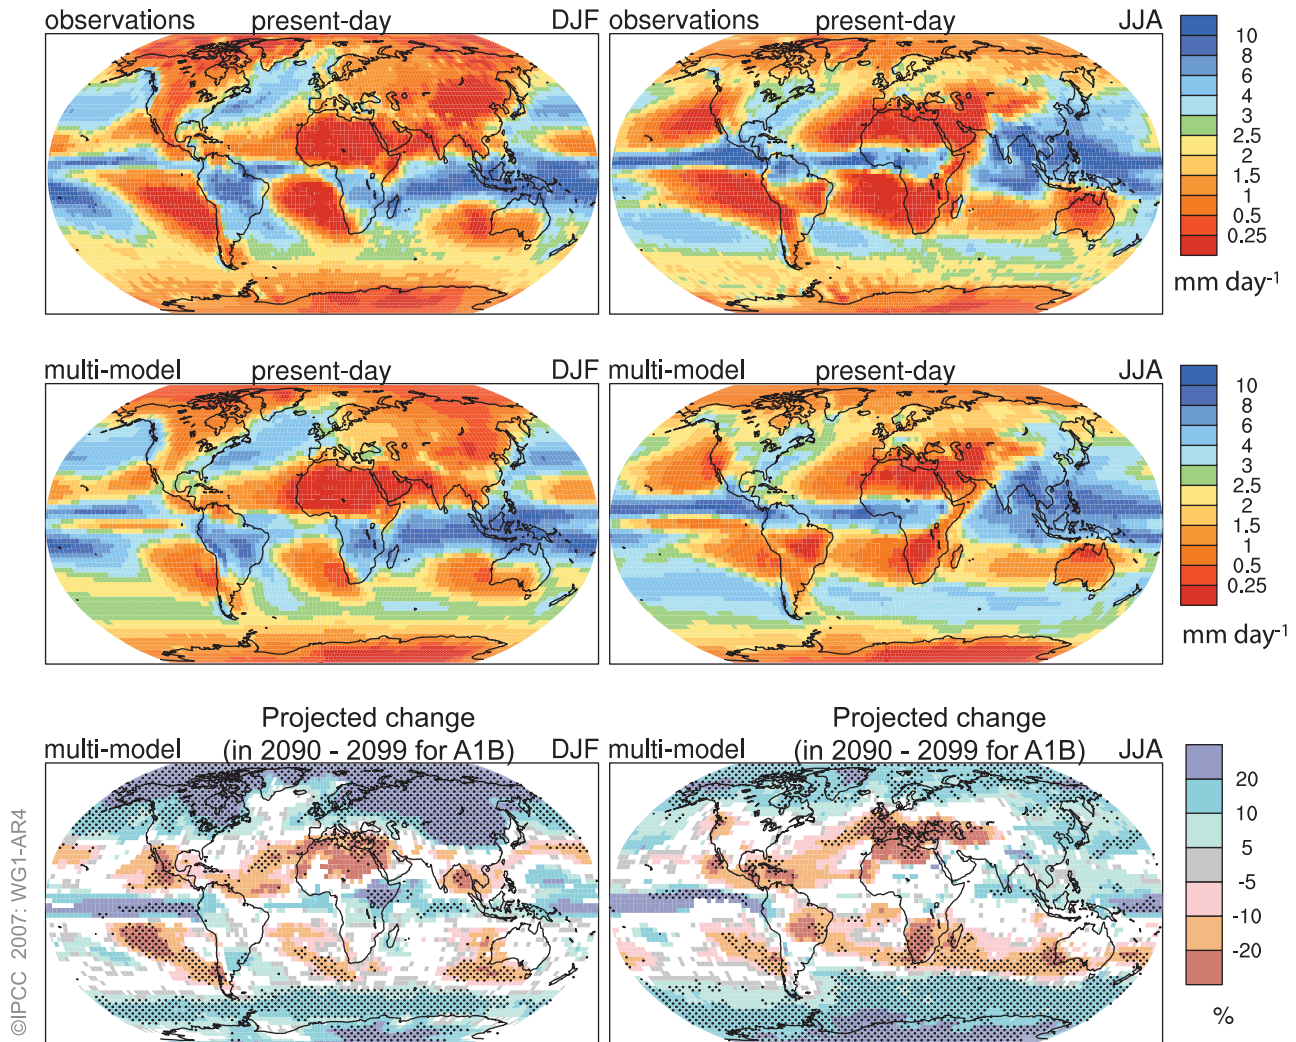 observations present-day DJF
observations present-day JJA
10
8
6
4
3
2.5
2
1.5
1
0.5
0.25
mm day-1
multi-model present-day DJF
multi-model present-day JJA
10
8
6
4
3
2.5
2
1.5
1
0.5
0.25
mm day-1
Projected change
multi-model (in 2090 - 2099 for A1B) DJF
Projected change
multi-model (in 2090 - 2099 for A1B) JJA
20
10
5
-5
-10
-20
%
©IPCC 2007: WG1-AR4